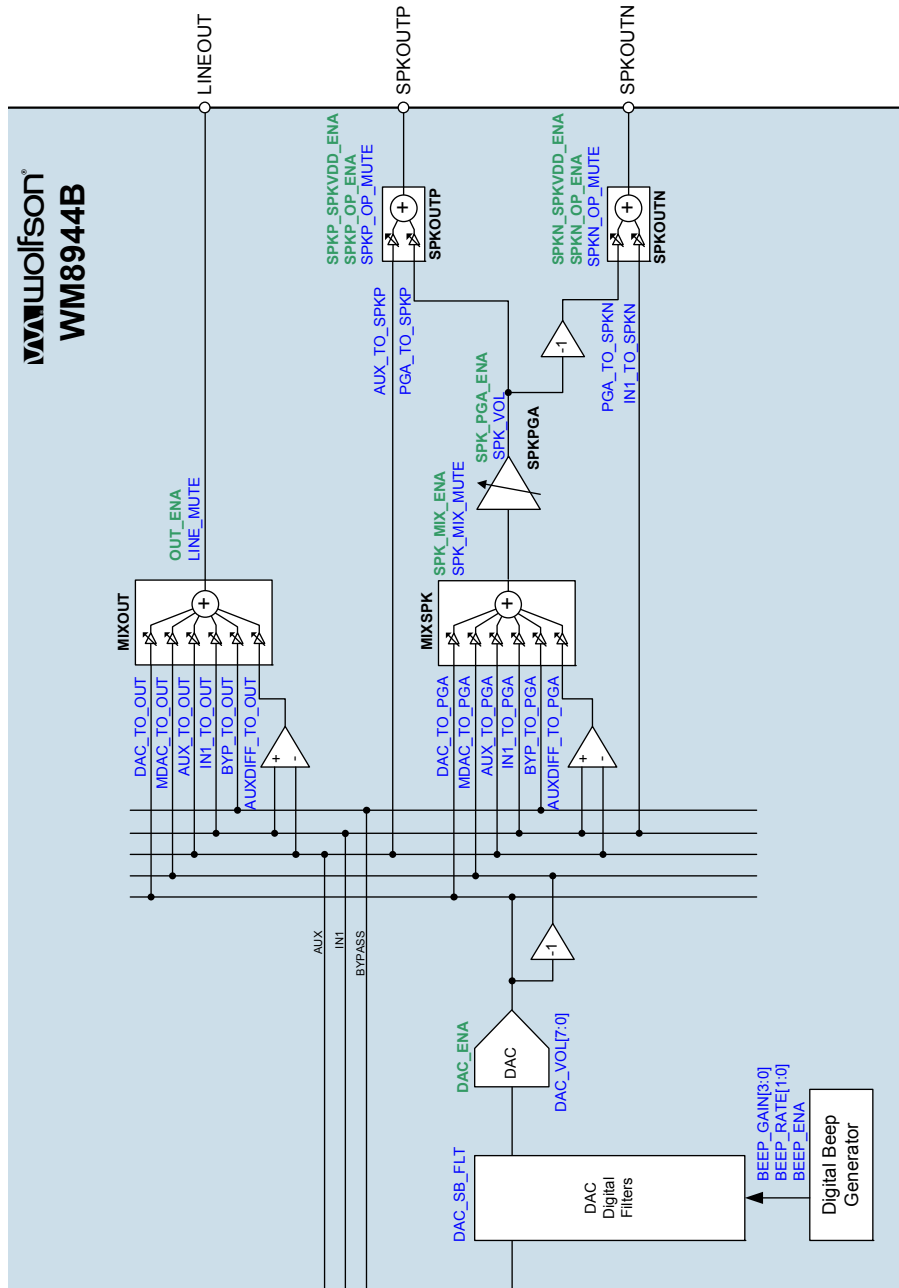 wolfson®
WM8944B
LINEOUT
SPKOUTP
SPKOUTN
OUT_ENA
LINE_MUTE
MIXOUT
DAC_TO_OUT
MDAC_TO_OUT
AUX_TO_OUT
IN1_TO_OUT
BYP_TO_OUT
AUXDIFF_TO_OUT
+
+
-
SPKP_SPKVDD_ENA
SPKP_OP_ENA
SPKP_OP_MUTE
+
SPKOUTP
AUX_TO_SPKP
PGA_TO_SPKP
SPKN_SPKVDD_ENA
SPKN_OP_ENA
SPKN_OP_MUTE
+
SPKOUTN
PGA_TO_SPKN
IN1_TO_SPKN
-1
SPK_PGA_ENA
SPK_VOL
SPKPGA
SPK_MIX_ENA
SPK_MIX_MUTE
MIXSPK
DAC_TO_PGA
MDAC_TO_PGA
AUX_TO_PGA
IN1_TO_PGA
BYP_TO_PGA
AUXDIFF_TO_PGA
+
+
-
AUX
IN1
BYPASS
-1
DAC_ENA
DAC
DAC_VOL[7:0]
DAC_SB_FLT
DAC
Digital
Filters
BEEP_GAIN[3:0]
BEEP_RATE[1:0]
BEEP_ENA
Digital Beep
Generator